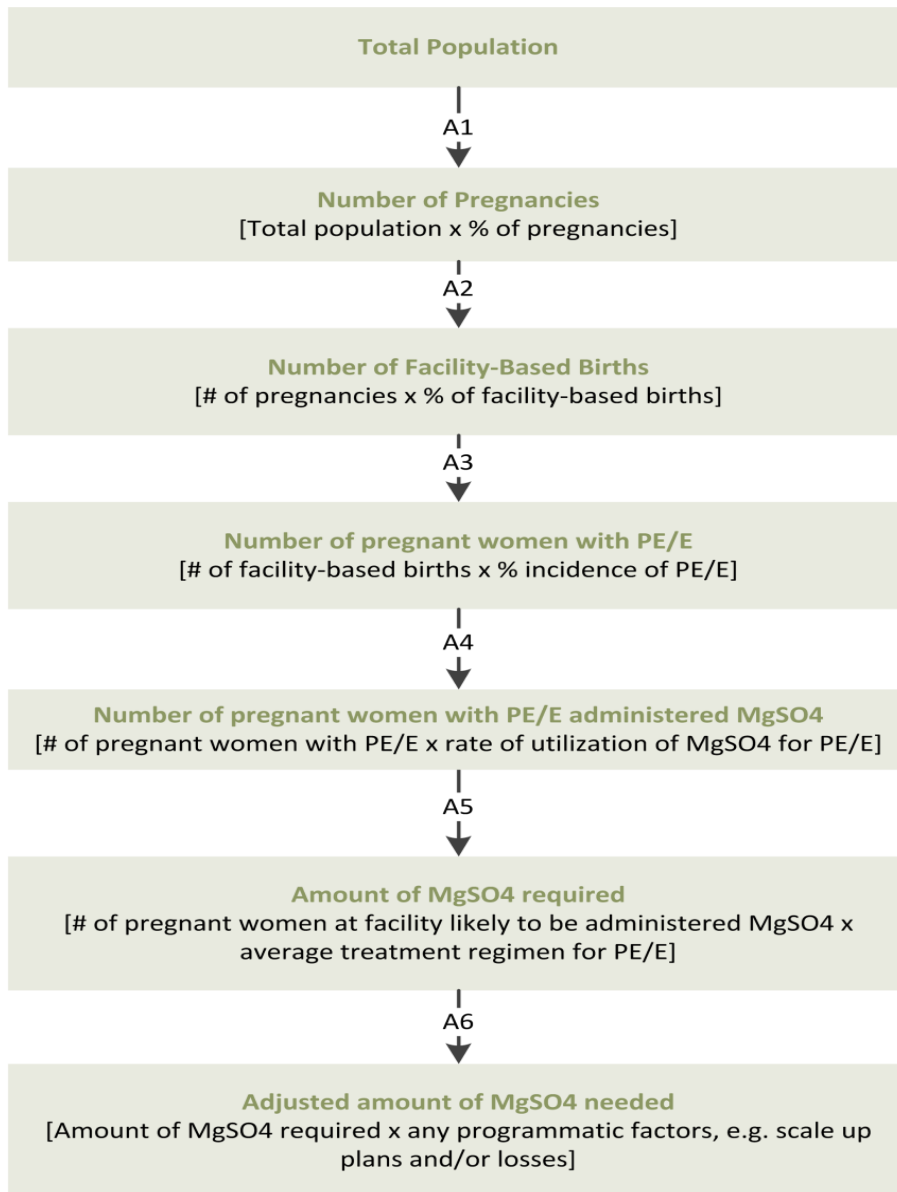 Total Population
A1
Number of Pregnancies
[Total population x % of pregnancies]
A2
Number of Facility-Based Births
[# of pregnancies x % of facility-based births]
A3
Number of pregnant women with PE/E
[# of facility-based births x % incidence of PE/E]
A4
Number of pregnant women with PE/E administered MgSO4
[# of pregnant women with PE/E x rate of utilization of MgSO4 for PE/E]
A5
Amount of MgSO4 required
[# of pregnant women at facility likely to be administered MgSO4 x
average treatment regimen for PE/E]
A6
Adjusted amount of MgSO4 needed
[Amount of MgSO4 required x any programmatic factors, e.g. scale up
plans and/or losses]